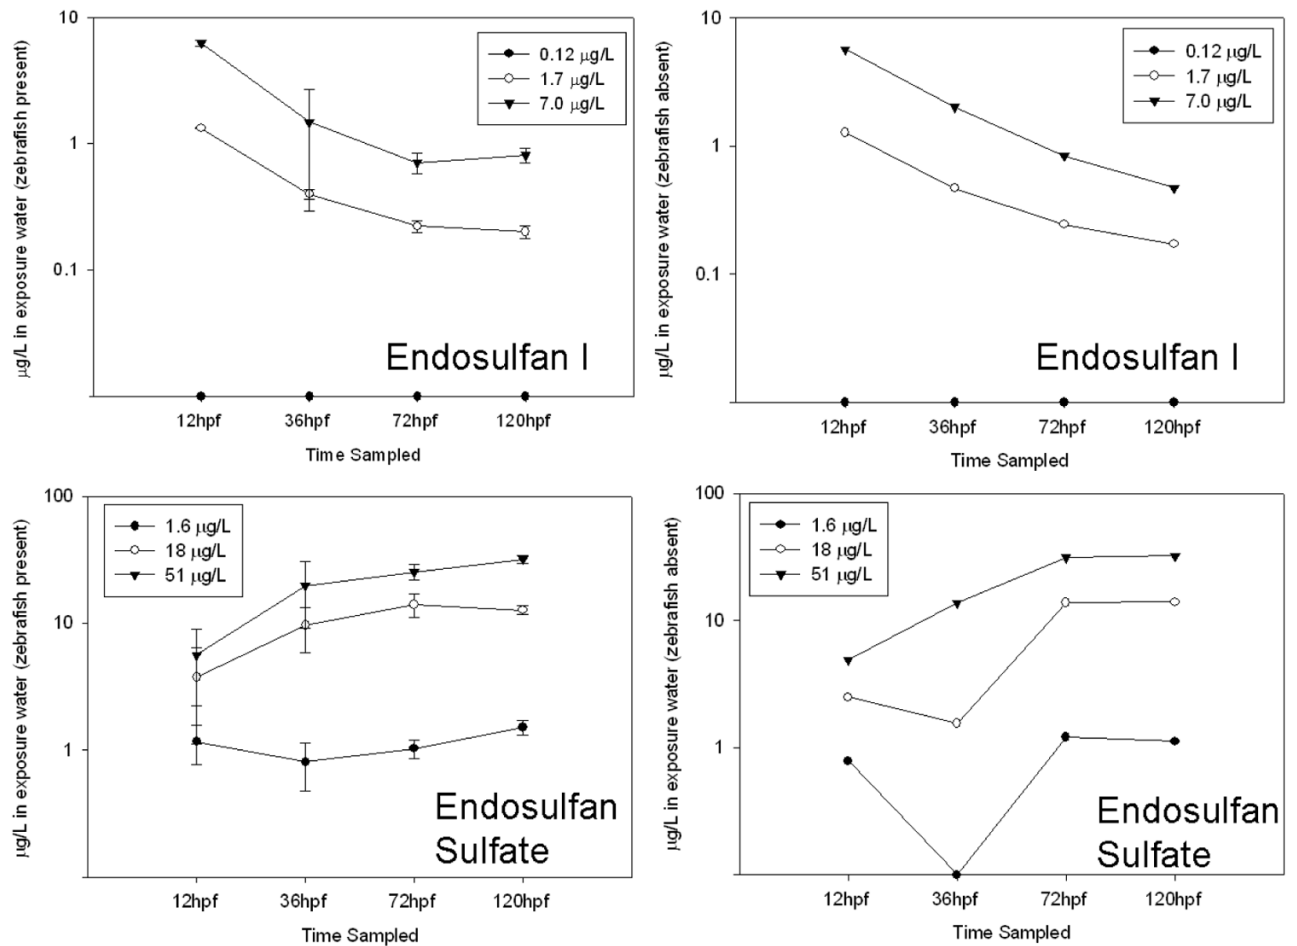 µg/L in exposure water (zebrafish present)
10
1
0.1
0.12 µg/L
1.7 µg/L
7.0 µg/L
Endosulfan I
12hpf 36hpf 72hpf 120hpf
Time Sampled
µg/L in exposure water (zebrafish absent)
10
1
0.1
0.12 µg/L
1.7 µg/L
7.0 µg/L
Endosulfan I
12hpf 36hpf 72hpf 120hpf
Time Sampled
µg/L in exposure water (zebrafish present)
100
10
1
1.6 µg/L
18 µg/L
51 µg/L
Endosulfan
Sulfate
12hpf 36hpf 72hpf 120hpf
Time Sampled
µg/L in exposure water (zebrafish absent)
100
10
1
1.6 µg/L
18 µg/L
51 µg/L
Endosulfan
Sulfate
12hpf 36hpf 72hpf 120hpf
Time Sampled